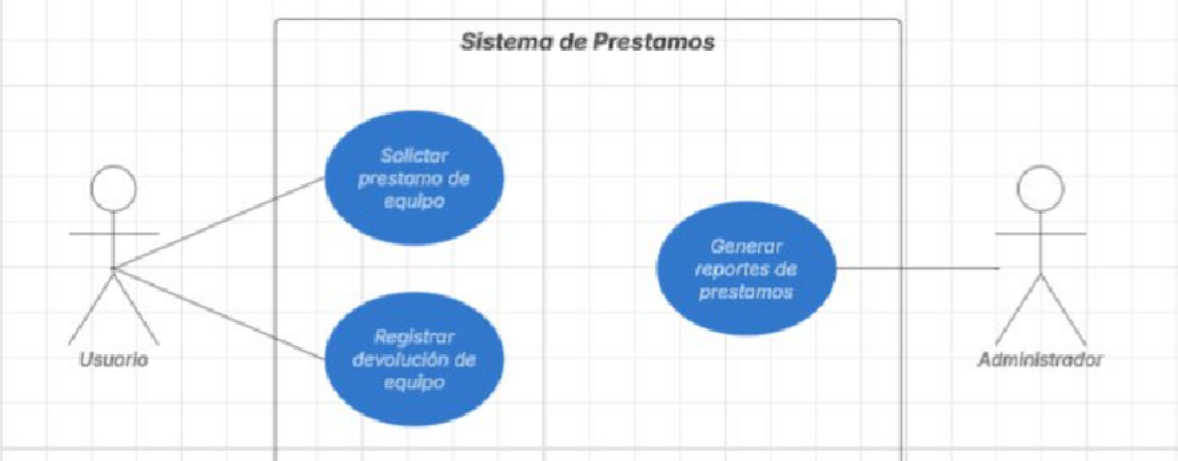 Sistema de Prestamos
Solictar
prestamo de
equipo
Generar
reportes de
prestamos
Registrar
devolución de
equipo
Usuario
Administrador